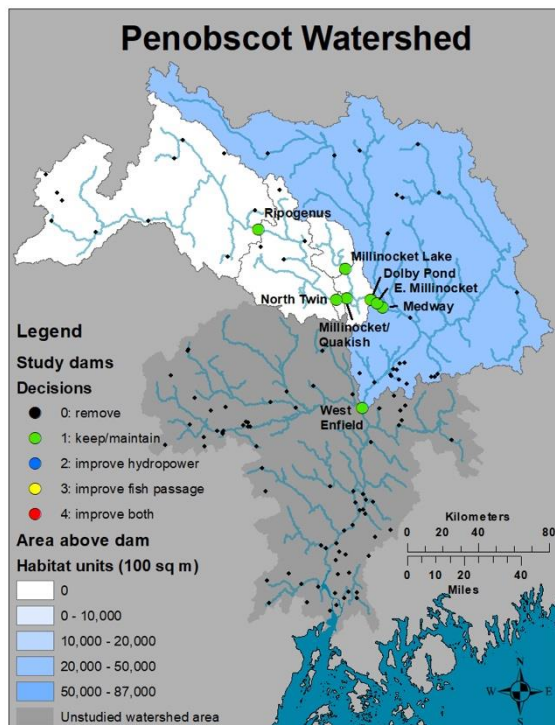 Penobscot Watershed
Ripogenus
Millinocket Lake
Dolby Pond
E. Millinocket
North Twin
Medway
Millinocket/
Quakish
West
Enfield
Legend
Study dams
Decisions
0: remove
1: keep/maintain
2: improve hydropower
3: improve fish passage
4: improve both
Area above dam
Habitat units (100 sq m)
0
0 - 10,000
10,000 - 20,000
20,000 - 50,000
50,000 - 87,000
Unstudied watershed area
Kilometers
0 20 40 80
0 10 20 40
Miles
N
W E
S